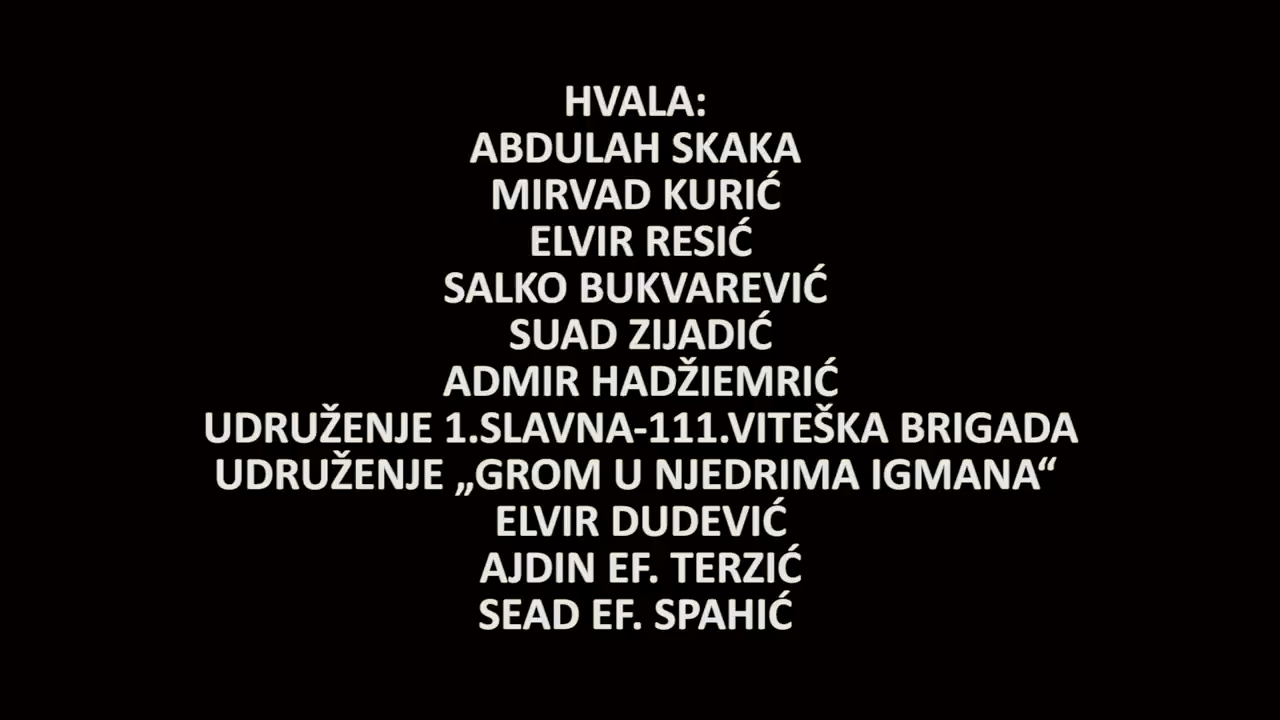 HVALA:
ABDULAH SKAKA
MIRVAD KURIĆ
ELVIR RESIĆ
SALKO BUKVAREVIĆ
SUAD ZIJADIĆ
ADMIR HADŽIEMRIĆ
UDRUŽENJE 1.SLAVNA-111.VITEŠKA BRIGADA
UDRUŽENJE „GROM U NJEDRIMA IGMANA“
ELVIR DUDEVIĆ
AJDIN EF. TERZIĆ
SEAD EF. SPAHIĆ